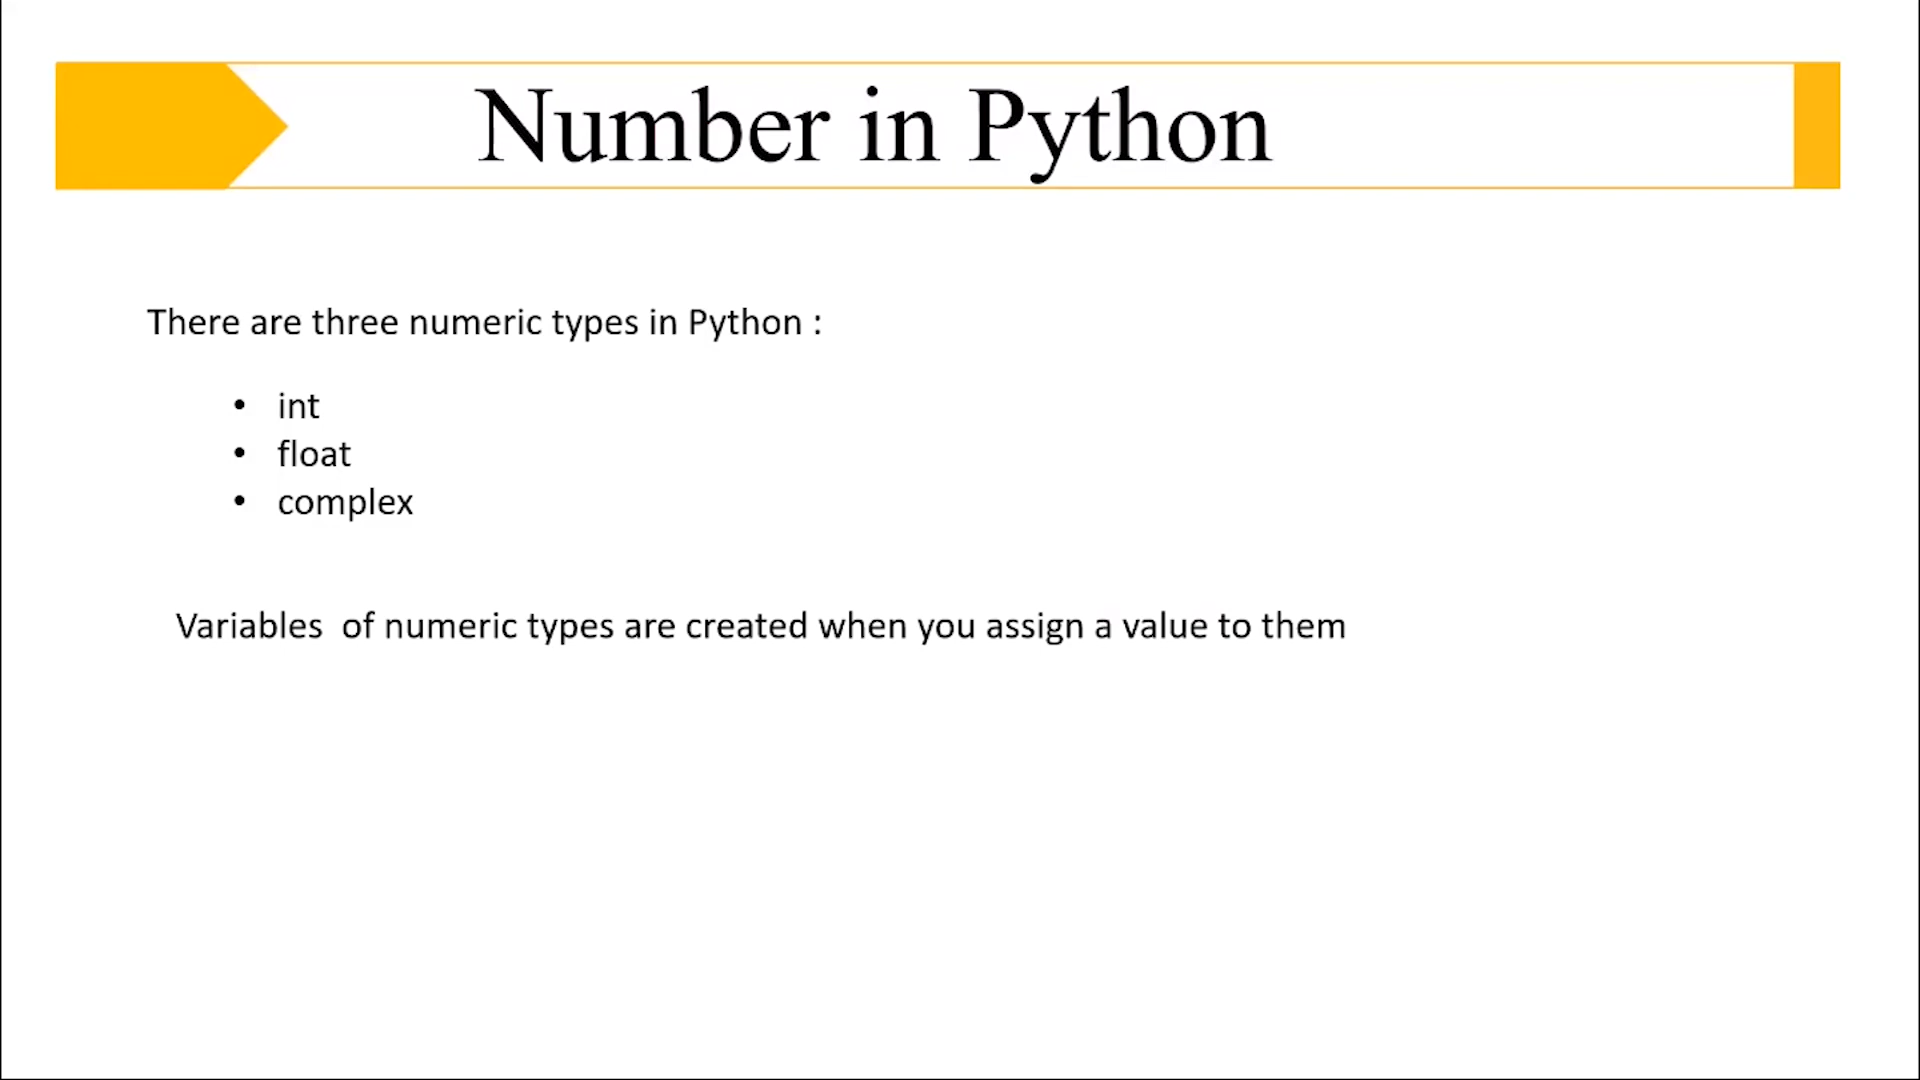 Number in Python
There are three numeric types in Python :
• int
• float
• complex
Variables  of numeric types are created when you assign a value to them